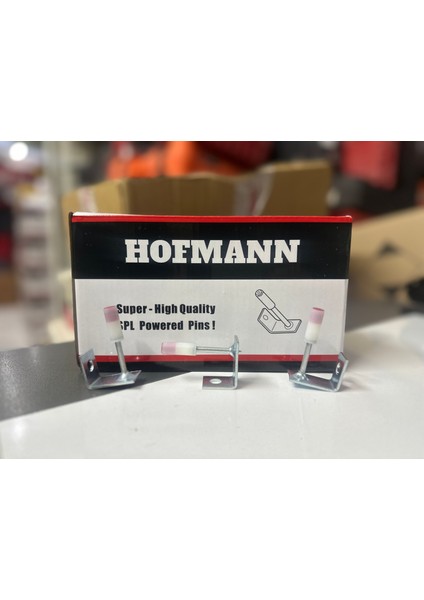 HOFMANN
Super - High Quality
SPL Powered Pins!